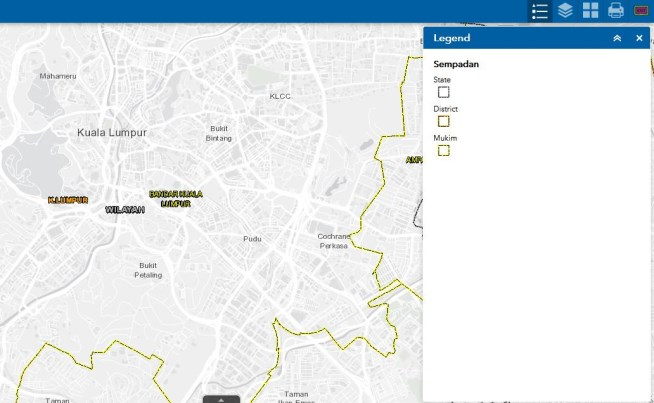 Legend
Sempadan
State
District
Mukim
Mahameru
KLCC
Kuala Lumpur
Bukit
Bintang
K.LUMPUR
WILAYAH
BANDAR KUALA
LUMPUR
Pudu
Cochrane
Perkasa
Bukit
Petaling
Taman
Taman